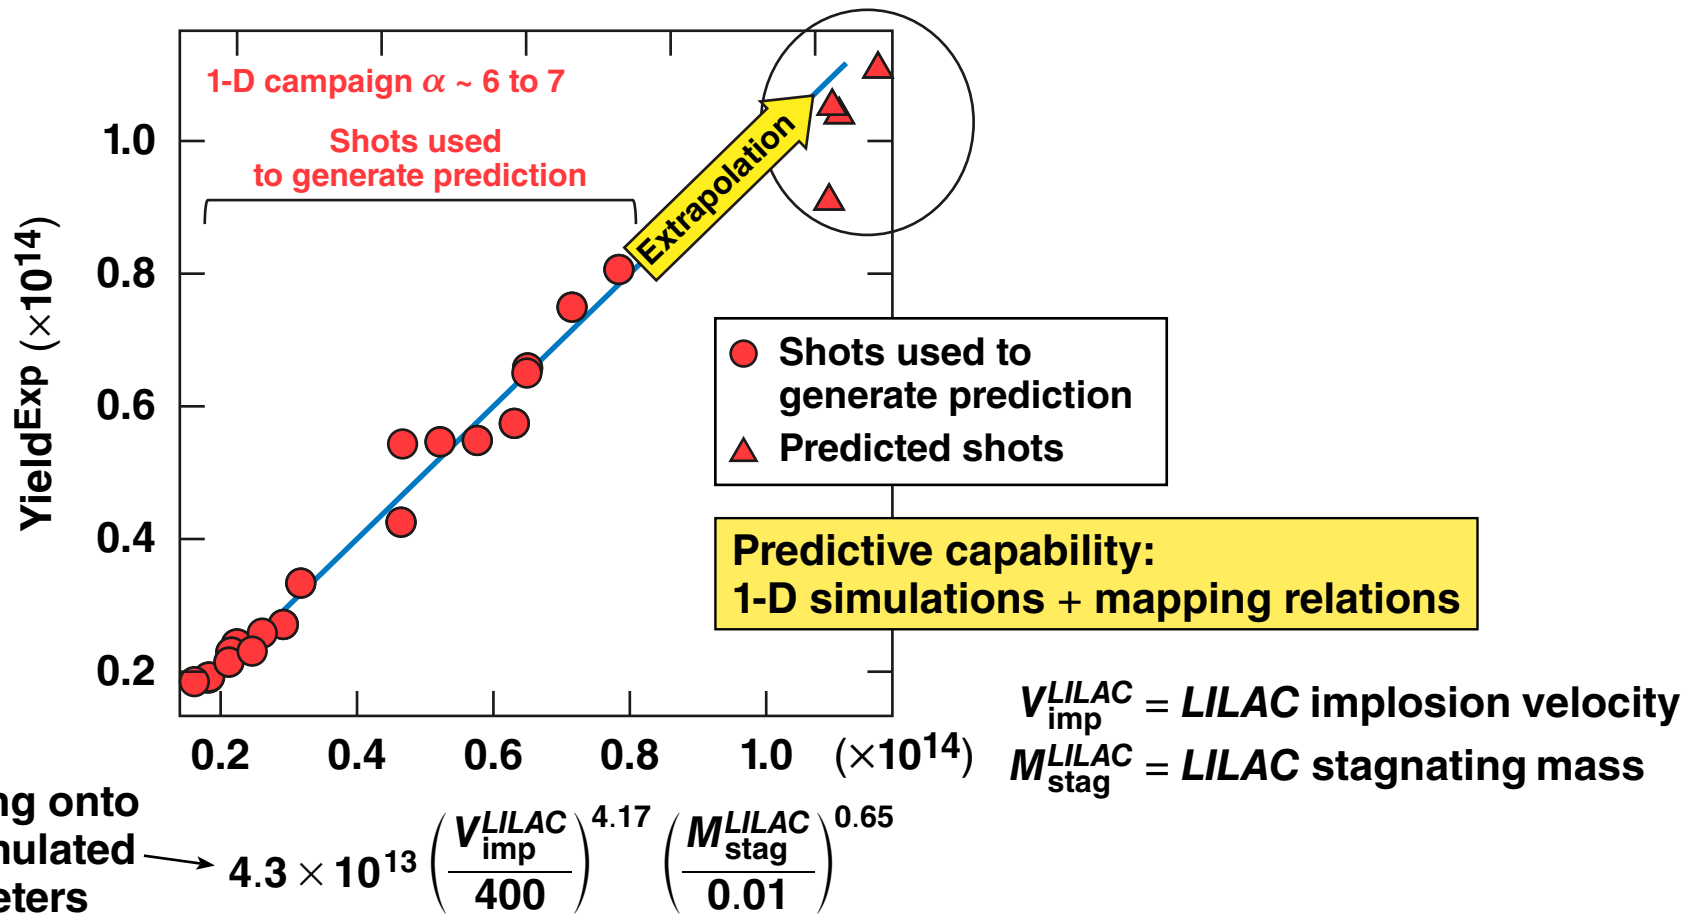 1-D campaign α ~ 6 to 7
Shots used
to generate prediction
Extrapolation
Yield^Exp (×10^14)
1.0
0.8
0.6
0.4
0.2
0.2 0.4 0.6 0.8 1.0 (×10^14)
Shots used to
generate prediction
Predicted shots
Predictive capability:
1-D simulations + mapping relations
V_imp^LILAC = LILAC implosion velocity
M_stag^LILAC = LILAC stagnating mass
ng onto
nulated
eters
4.3 × 10^13 (V_imp^LILAC / 400)^4.17 (M_stag^LILAC / 0.01)^0.65